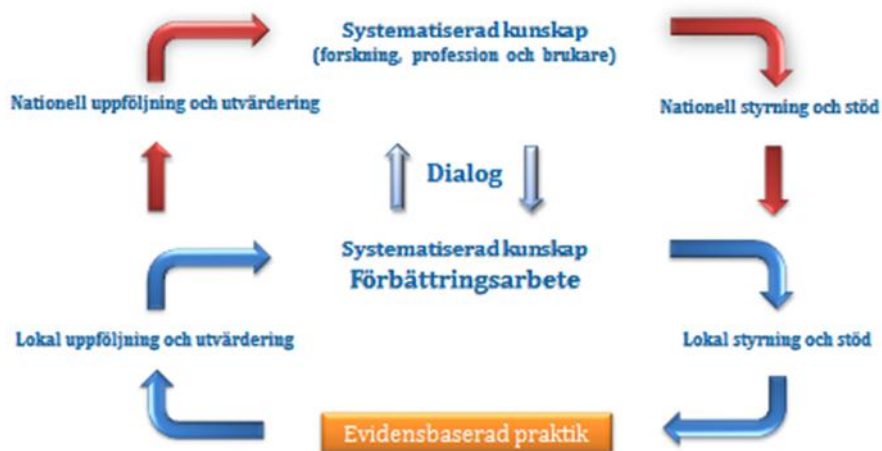 Systematiserad kunskap
(forskning, profession och brukare)
Nationell uppföljning och utvärdering
Nationell styrning och stöd
Dialog
Systematiserad kunskap
Förbättringsarbete
Lokal uppföljning och utvärdering
Lokal styrning och stöd
Evidensbaserad praktik